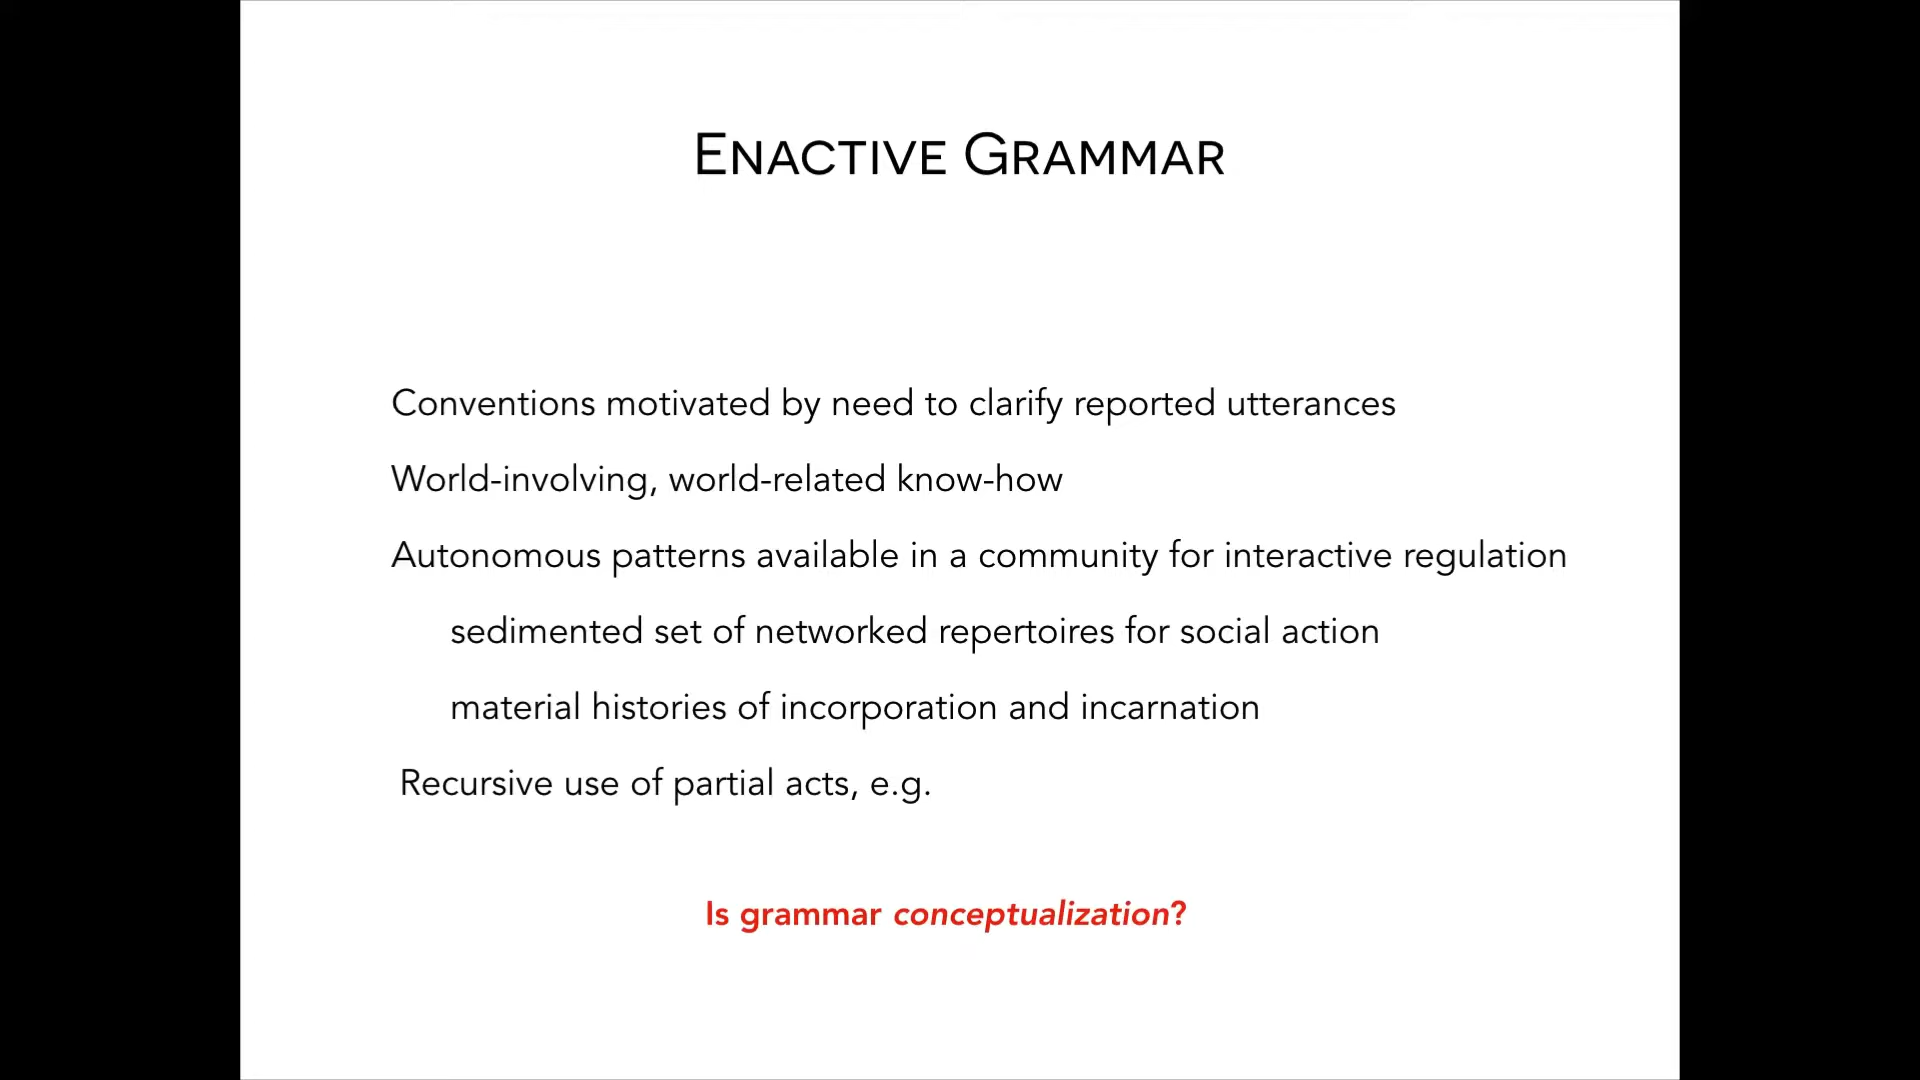 Enactive Grammar
Conventions motivated by need to clarify reported utterances
World-involving, world-related know-how
Autonomous patterns available in a community for interactive regulation
sedimented set of networked repertoires for social action
material histories of incorporation and incarnation
Recursive use of partial acts, e.g.
Is grammar conceptualization?